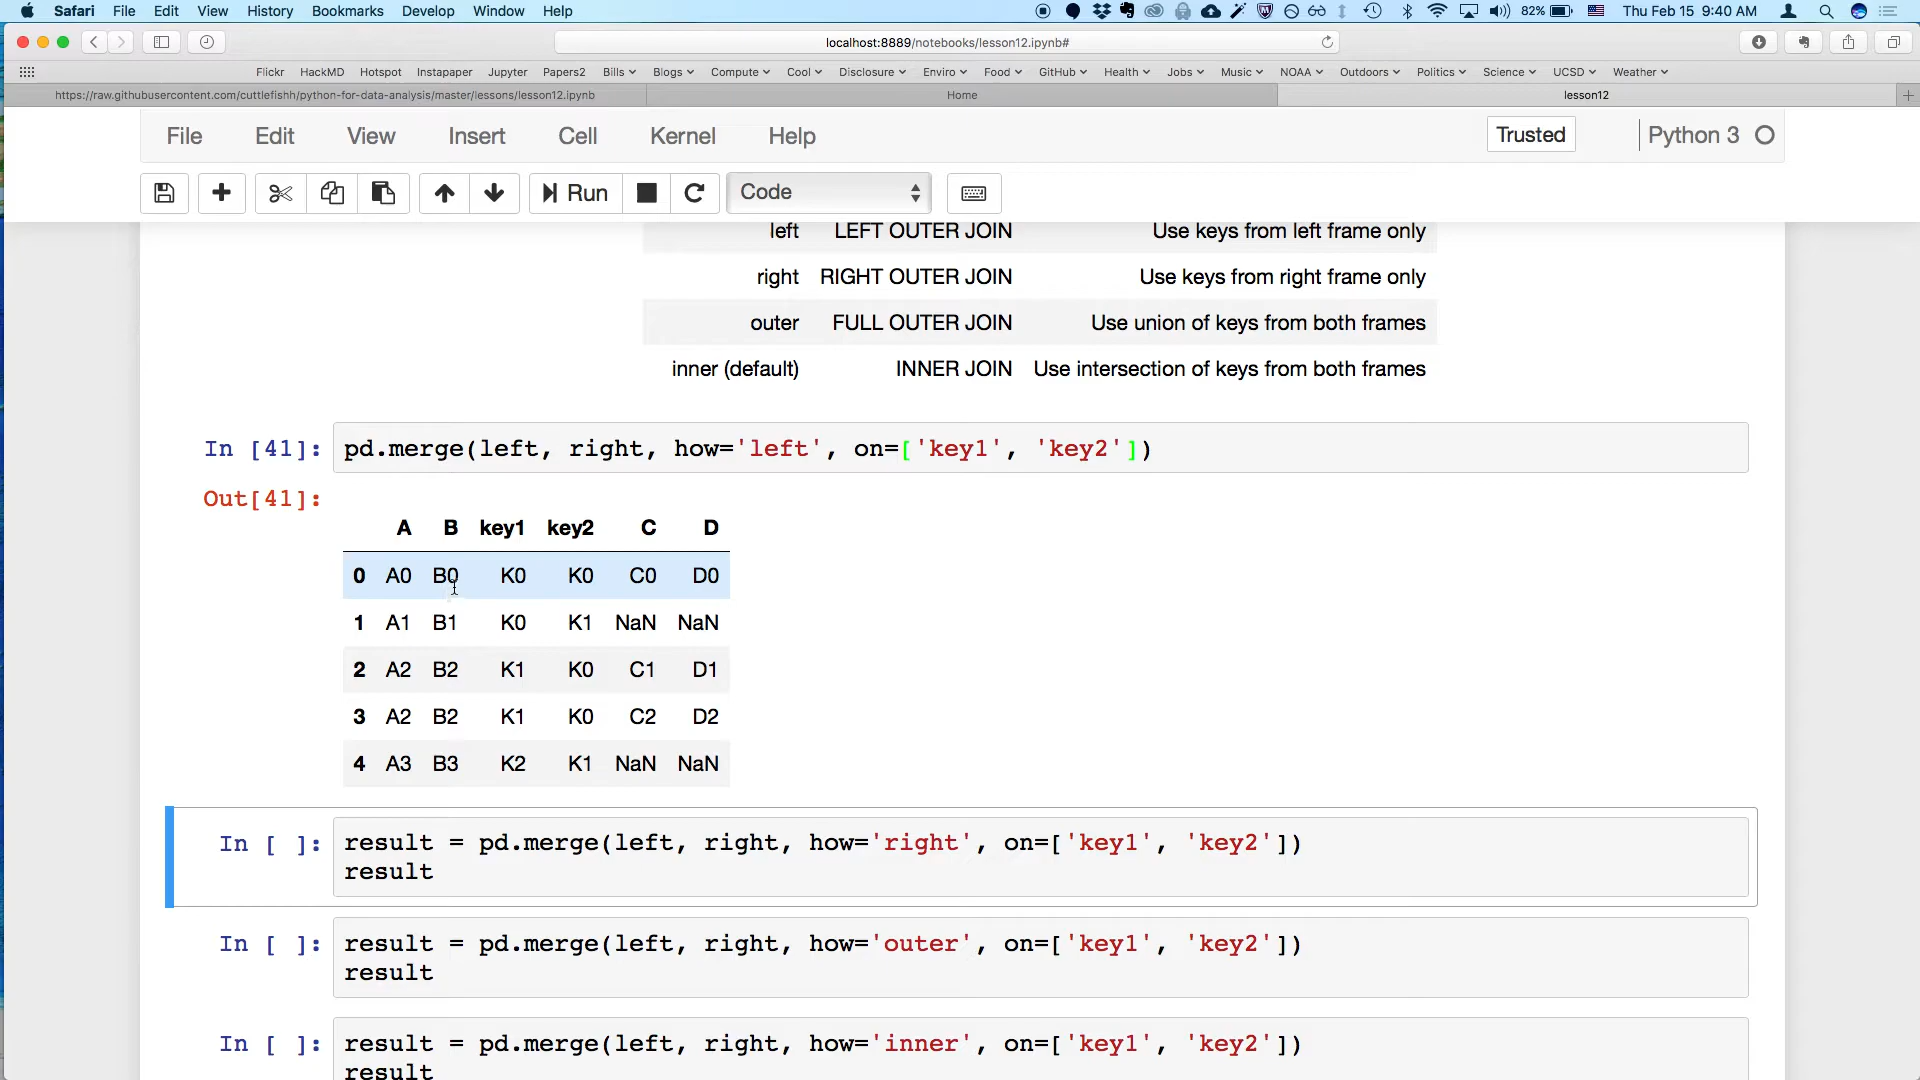 Safari File Edit View History Bookmarks Develop Window Help 82% Thu Feb 15 9:40 AM
localhost:8889/notebooks/lesson12.ipynb#
Flickr HackMD Hotspot Instapaper Jupyter Papers2 Bills Blogs Compute Cool Disclosure Enviro Food GitHub Health Jobs Music NOAA Outdoors Politics Science UCSD Weather
https://raw.githubusercontent.com/cuttlefishh/python-for-data-analysis/master/lessons/lesson12.ipynb Home lesson12
File Edit View Insert Cell Kernel Help Trusted Python 3
Run Code
left LEFT OUTER JOIN Use keys from left frame only
right RIGHT OUTER JOIN Use keys from right frame only
outer FULL OUTER JOIN Use union of keys from both frames
inner (default) INNER JOIN Use intersection of keys from both frames
In [41]: pd.merge(left, right, how='left', on=['key1', 'key2'])
Out[41]:
A B key1 key2 C D
0 A0 B0 K0 K0 C0 D0
1 A1 B1 K0 K1 NaN NaN
2 A2 B2 K1 K0 C1 D1
3 A2 B2 K1 K0 C2 D2
4 A3 B3 K2 K1 NaN NaN
In [ ]: result = pd.merge(left, right, how='right', on=['key1', 'key2'])
result
In [ ]: result = pd.merge(left, right, how='outer', on=['key1', 'key2'])
result
In [ ]: result = pd.merge(left, right, how='inner', on=['key1', 'key2'])
result